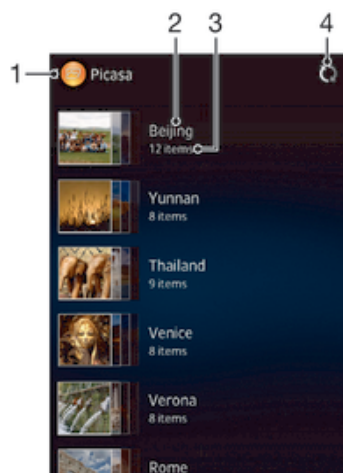 2
3
4
1
Picasa
Beijing
12 items
Yunnan
8 items
Thailand
9 items
Venice
8 items
Verona
8 items
Rome